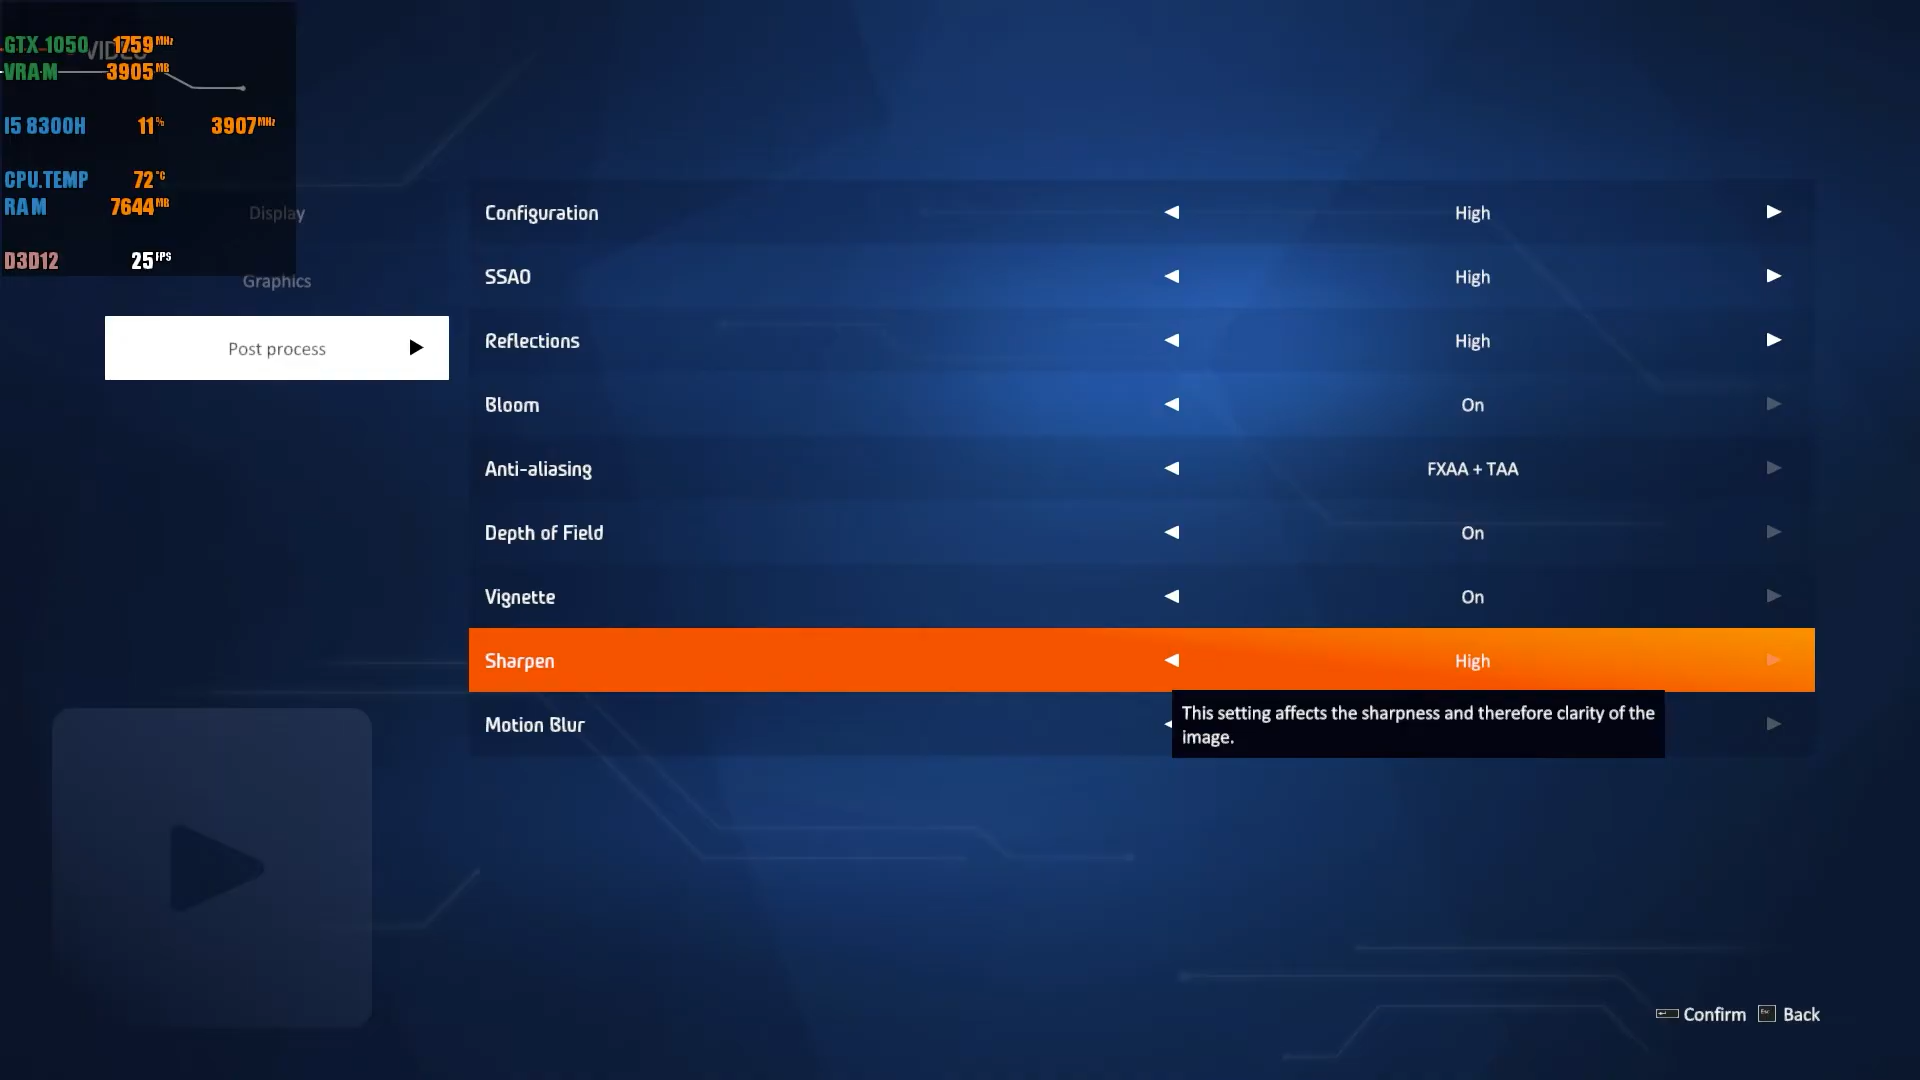 VIDEO
GTX 1050 1759 MHz
VRAM 3905 MB
I5 8300H 11 % 3907 MHz
CPU.TEMP 72 °C
RAM 7644 MB
D3D12 25 FPS
Display
Graphics
Post process
Configuration High
SSAO High
Reflections High
Bloom On
Anti-aliasing FXAA + TAA
Depth of Field On
Vignette On
Sharpen High
Motion Blur
This setting affects the sharpness and therefore clarity of the
image.
Confirm Esc Back